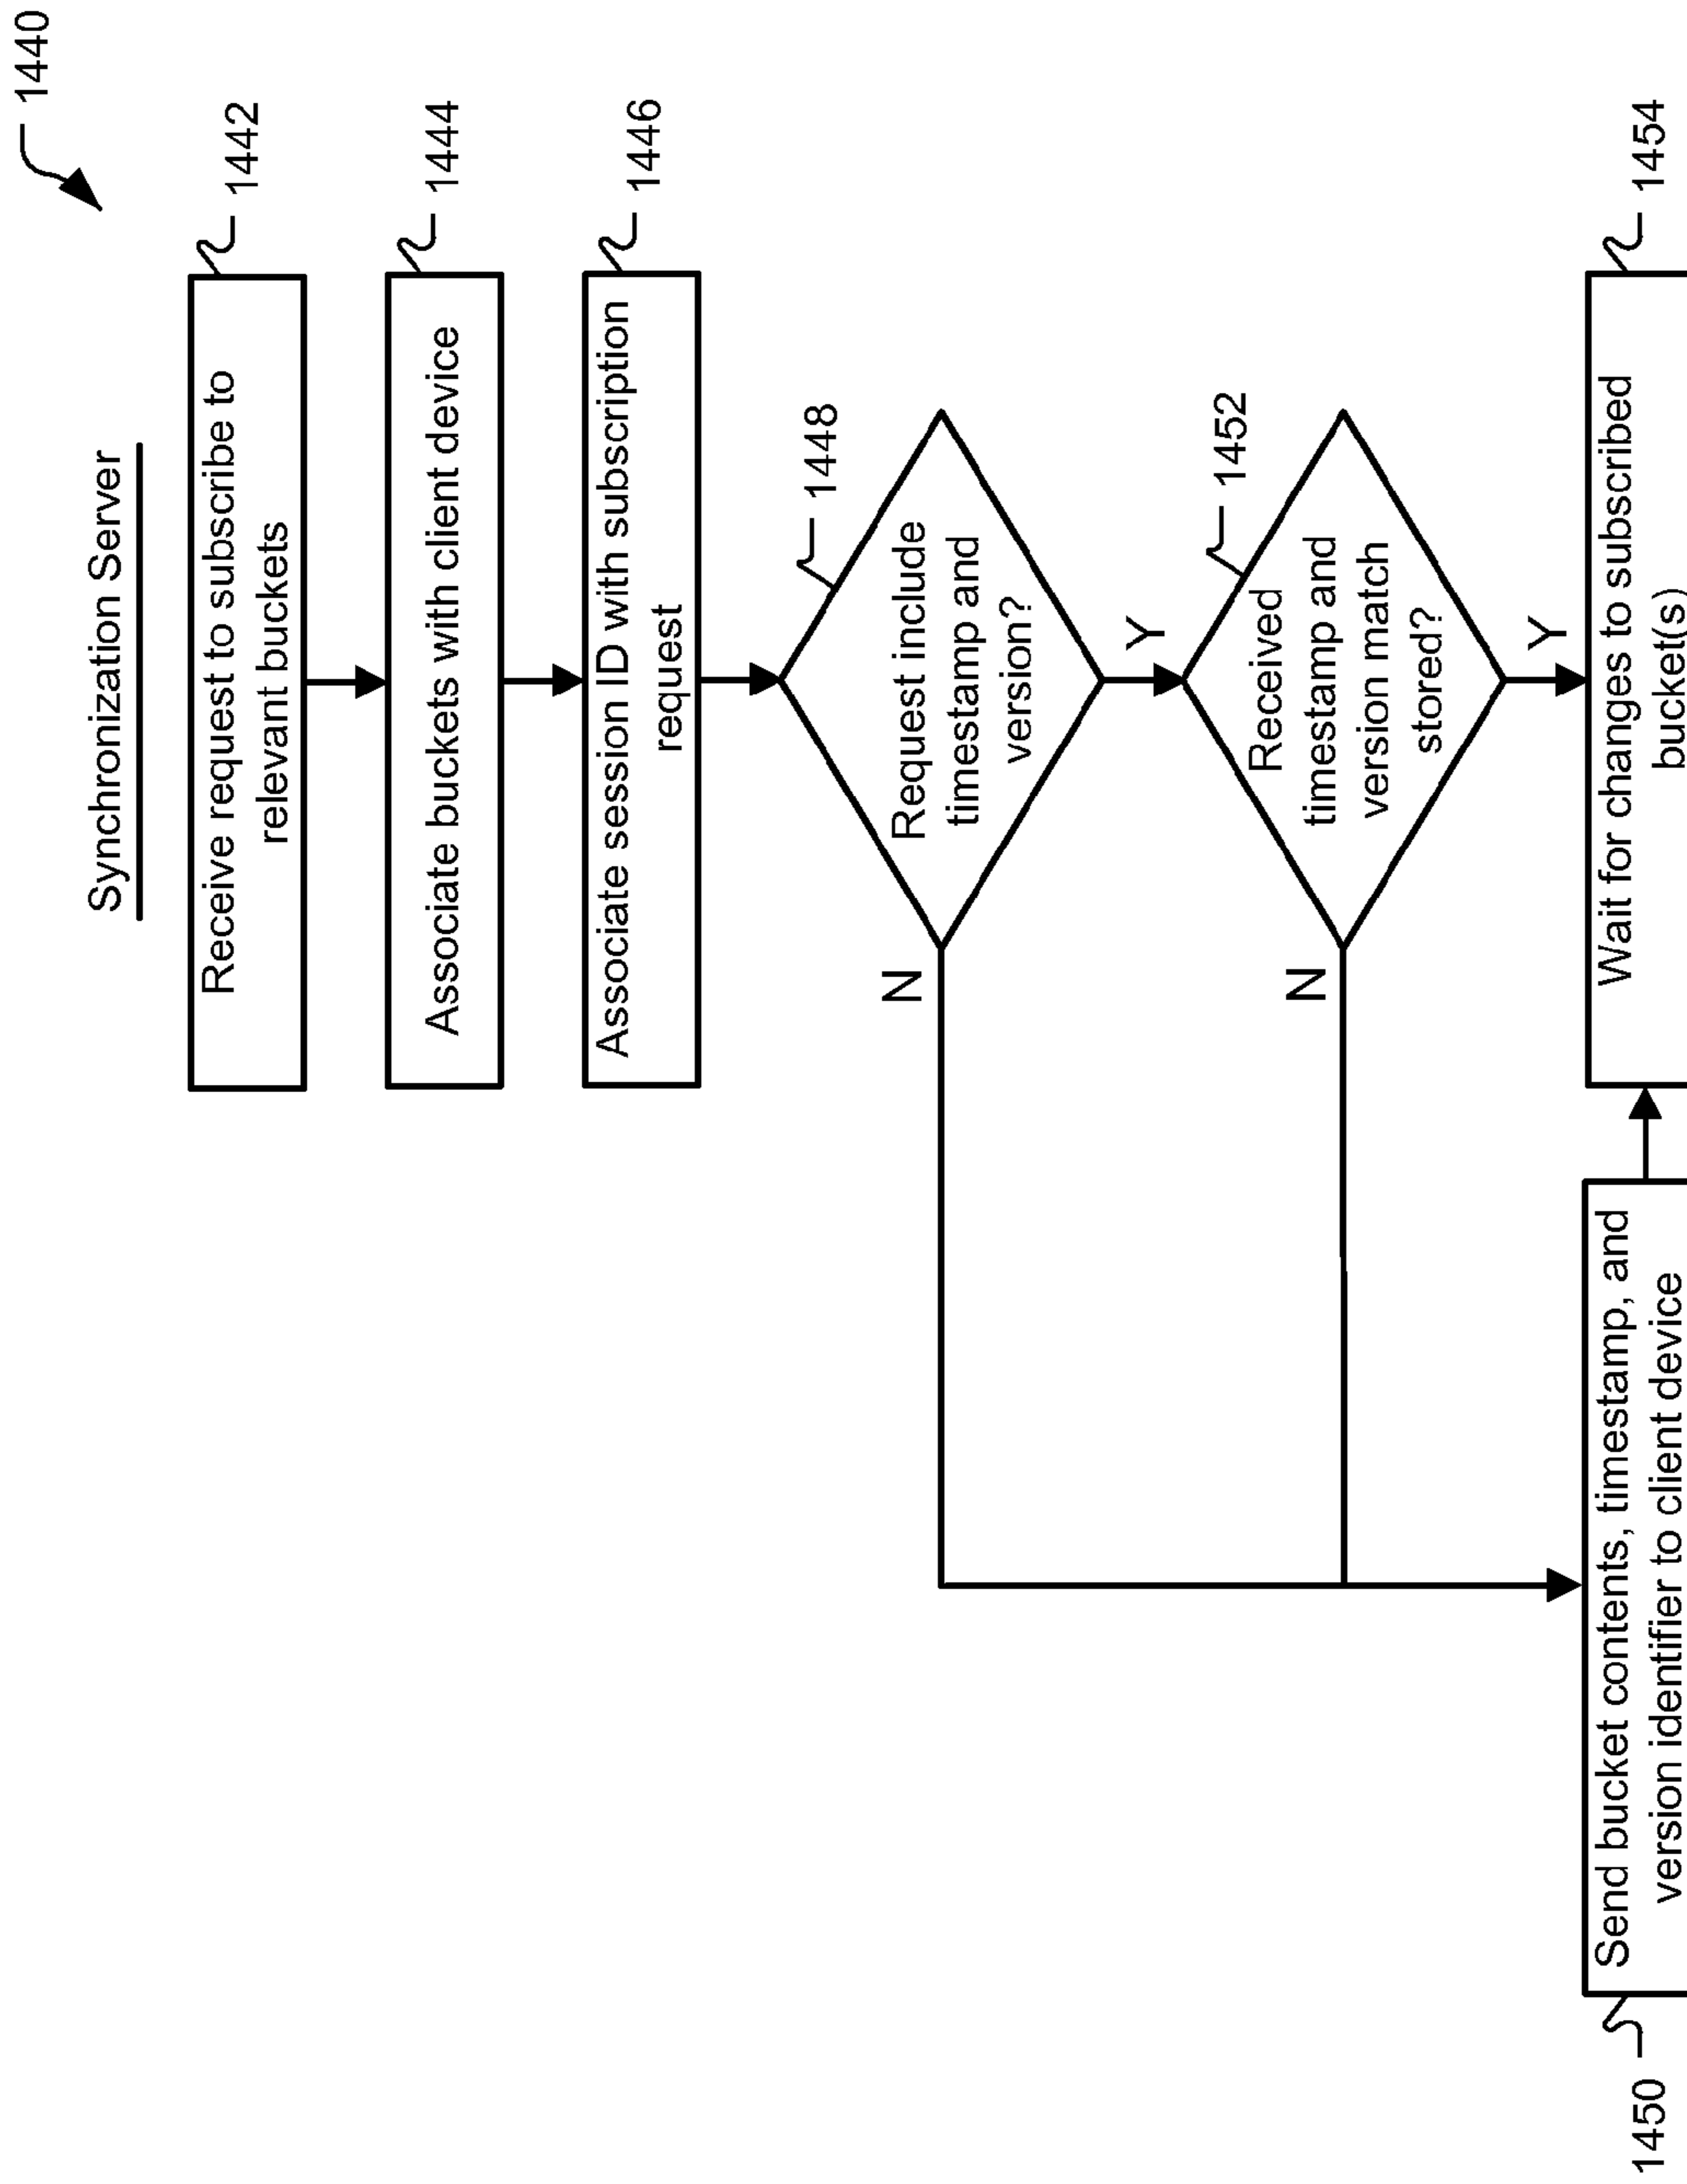 1440
Synchronization Server
Receive request to subscribe to
relevant buckets
1442
Associate buckets with client device
1444
Associate session ID with subscription
request
1446
Request include
timestamp and
version?
1448
N
Y
Received
timestamp and
version match
stored?
1452
N
Y
1450
Send bucket contents, timestamp, and
version identifier to client device
Wait for changes to subscribed
bucket(s)
1454